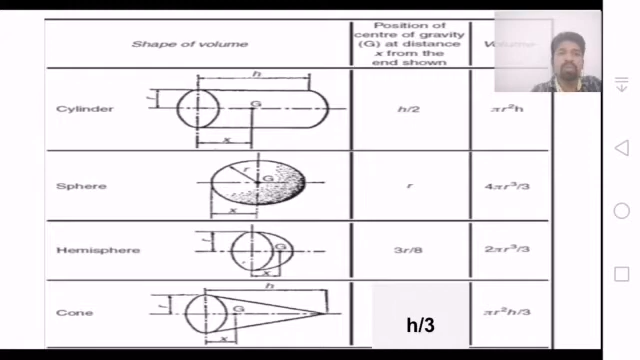 Shape of volume
Position of
centre of gravity
(G) at distance
x from the
end shown
Volume
Cylinder
h
r
G
x
h/2
πr²h
Sphere
r
G
x
r
4πr³/3
Hemisphere
r
G
x
3r/8
2πr³/3
Cone
h
r
G
x
h/3
πr²h/3